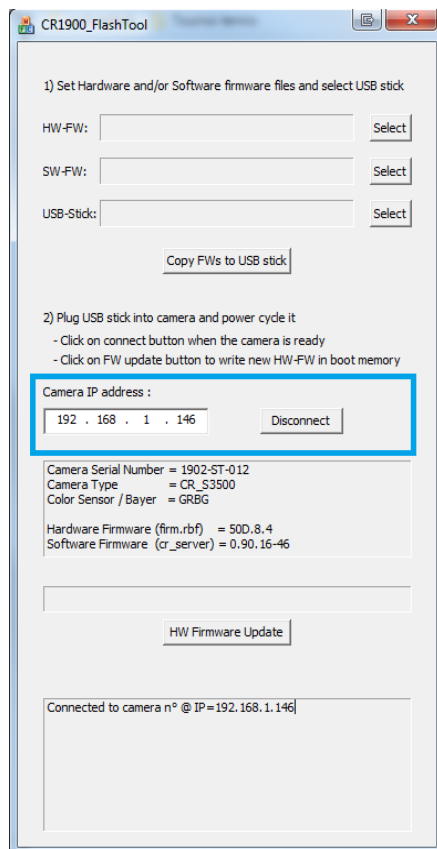 CR1900_FlashTool
1) Set Hardware and/or Software firmware files and select USB stick
HW-FW: Select
SW-FW: Select
USB-Stick: Select
Copy FWs to USB stick
2) Plug USB stick into camera and power cycle it
- Click on connect button when the camera is ready
- Click on FW update button to write new HW-FW in boot memory
Camera IP address :
192 . 168 . 1 . 146 Disconnect
Camera Serial Number = 1902-ST-012
Camera Type = CR_S3500
Color Sensor / Bayer = GRBG
Hardware Firmware (firm.rbf) = 50D.8.4
Software Firmware (cr_server) = 0.90.16-46
HW Firmware Update
Connected to camera n° @ IP=192.168.1.146